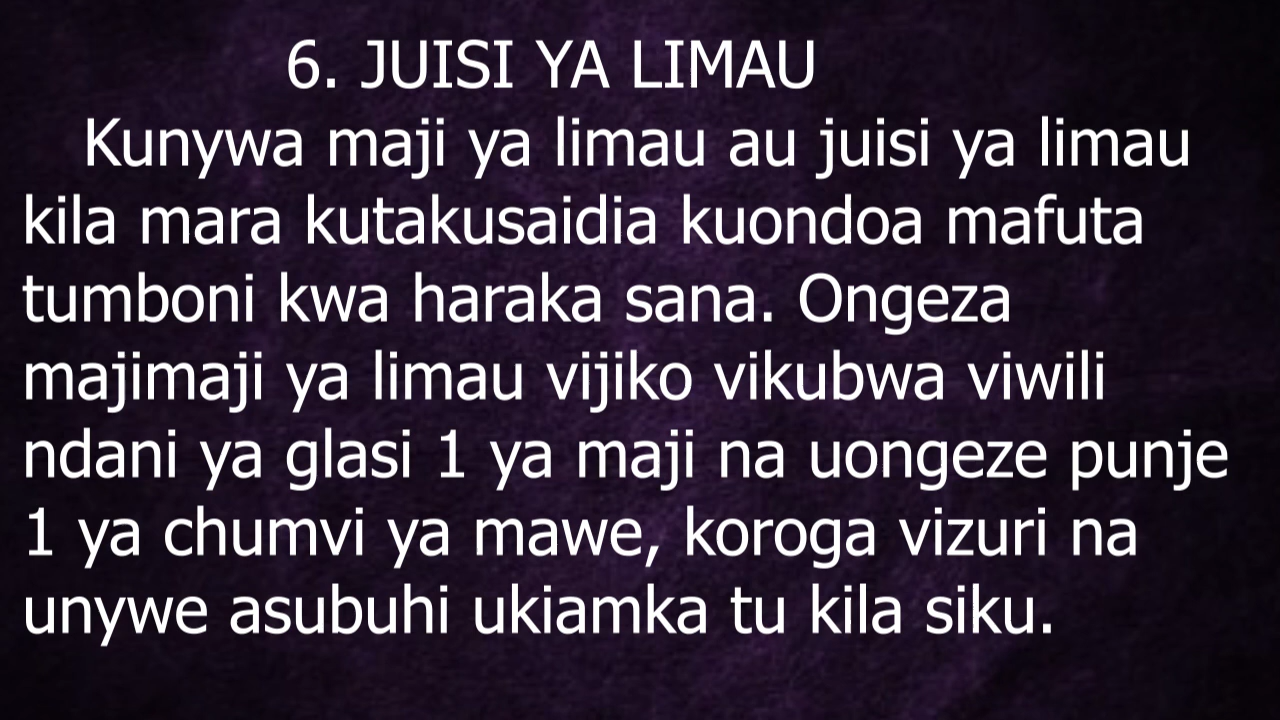 6. JUISI YA LIMAU
Kunywa maji ya limau au juisi ya limau
kila mara kutakusaidia kuondoa mafuta
tumboni kwa haraka sana. Ongeza
majimaji ya limau vijiko vikubwa viwili
ndani ya glasi 1 ya maji na uongeze punje
1 ya chumvi ya mawe, koroga vizuri na
unywe asubuhi ukiamka tu kila siku.